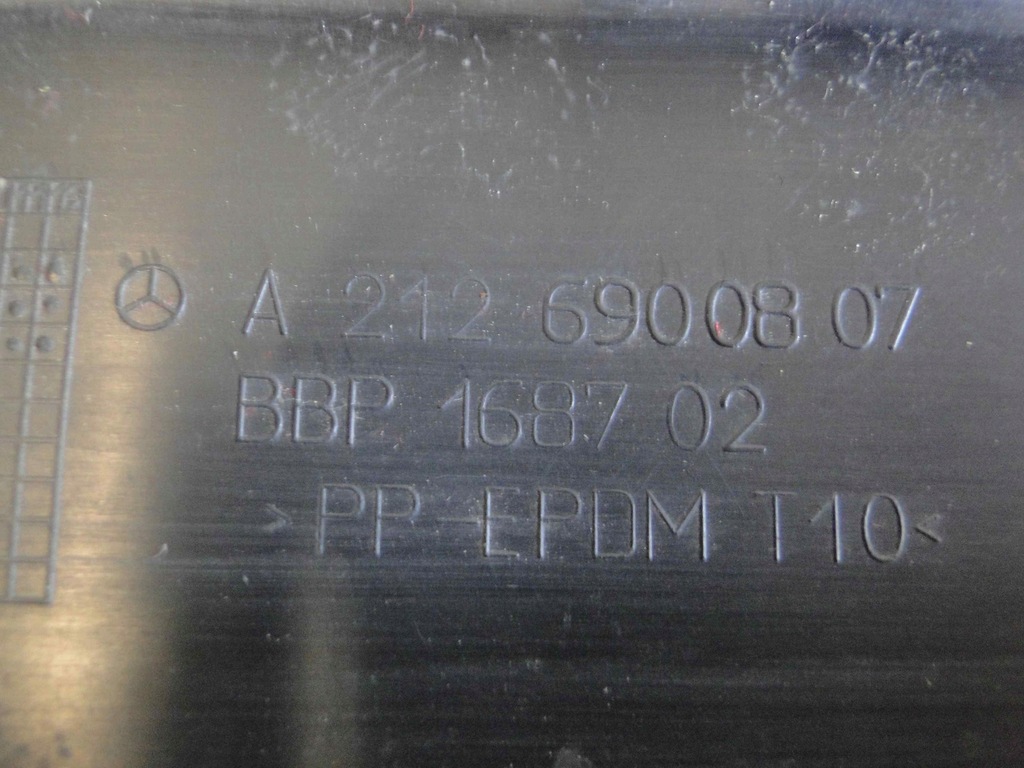 A 212 690 08 07
BBP 1687 02
>PP-EPDM T10<